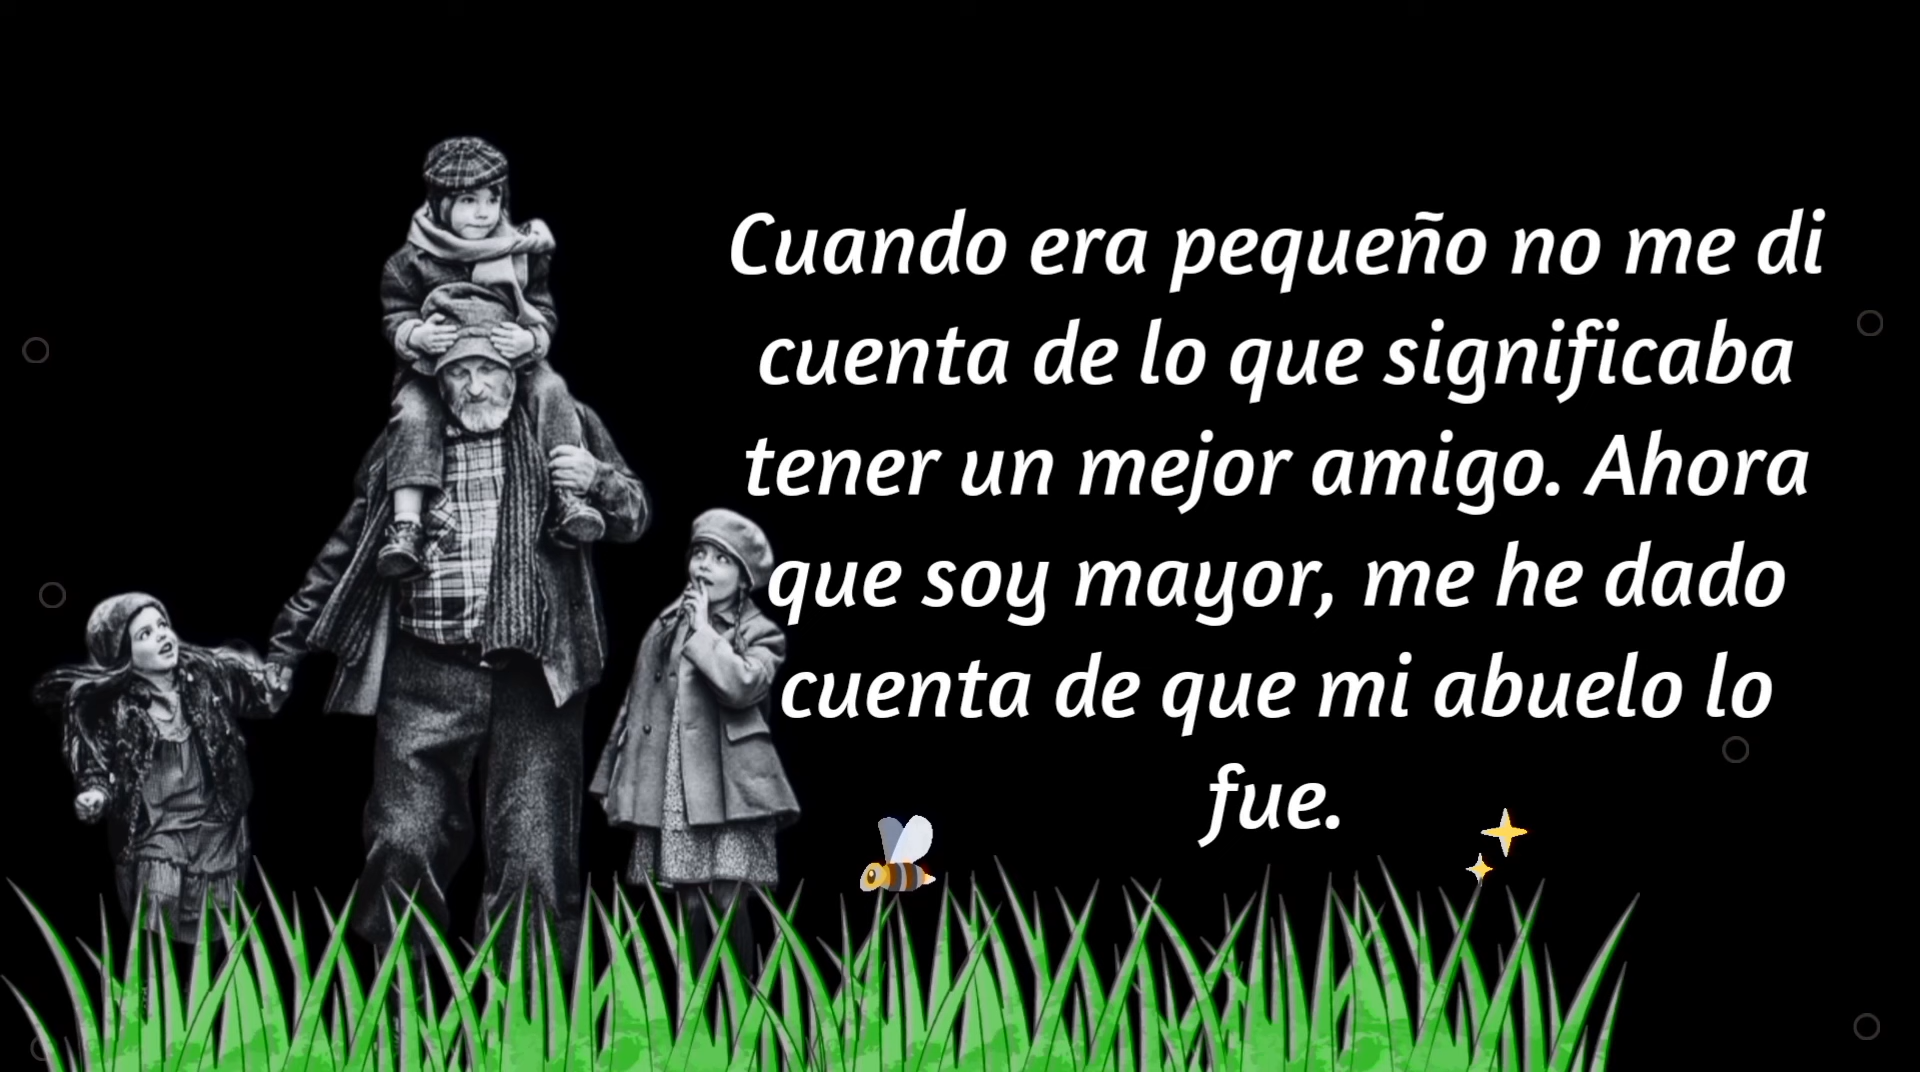 Cuando era pequeño no me di
cuenta de lo que significaba
tener un mejor amigo. Ahora
que soy mayor, me he dado
cuenta de que mi abuelo lo
fue.